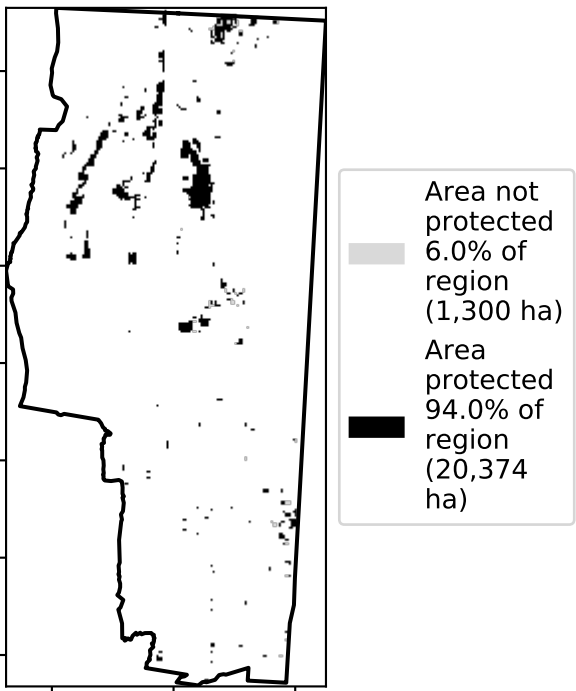 Area not
protected
6.0% of
region
(1,300 ha)
Area
protected
94.0% of
region
(20,374
ha)